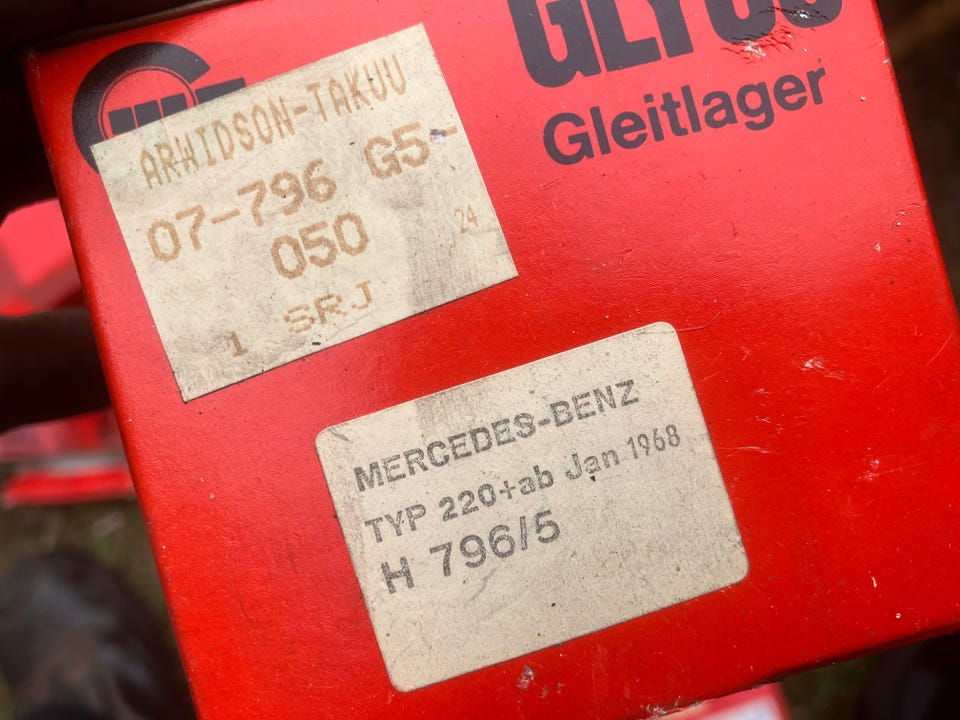 GLYCO
Gleitlager
ARWIDSON-TAKUU
07-796 G5-
050
24
1 SRJ
MERCEDES-BENZ
TYP 220+ab Jan 1968
H 796/5